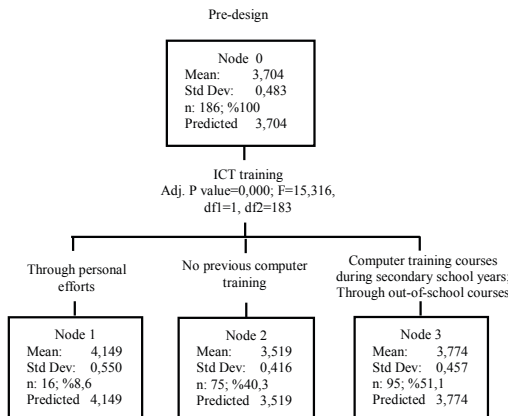 Pre-design
Node 0
Mean: 3,704
Std Dev: 0,483
n: 186; %100
Predicted 3,704
ICT training
Adj. P value=0,000; F=15,316,
df1=1, df2=183
Through personal
efforts
No previous computer
training
Computer training courses
during secondary school years;
Through out-of-school courses
Node 1
Mean: 4,149
Std Dev: 0,550
n: 16; %8,6
Predicted 4,149
Node 2
Mean: 3,519
Std Dev: 0,416
n: 75; %40,3
Predicted 3,519
Node 3
Mean: 3,774
Std Dev: 0,457
n: 95; %51,1
Predicted 3,774